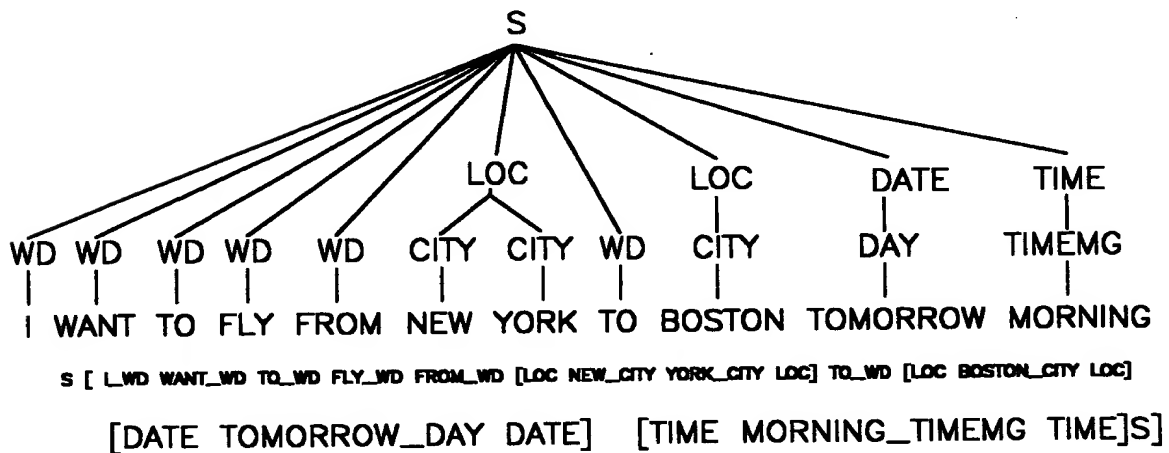 S
LOC LOC DATE TIME
WD WD WD WD WD CITY CITY WD CITY DAY TIMEMG
I WANT TO FLY FROM NEW YORK TO BOSTON TOMORROW MORNING
S [ I_WD WANT_WD TO_WD FLY_WD FROM_WD [LOC NEW_CITY YORK_CITY LOC] TO_WD [LOC BOSTON_CITY LOC]
[DATE TOMORROW_DAY DATE] [TIME MORNING_TIMEMG TIME]S]